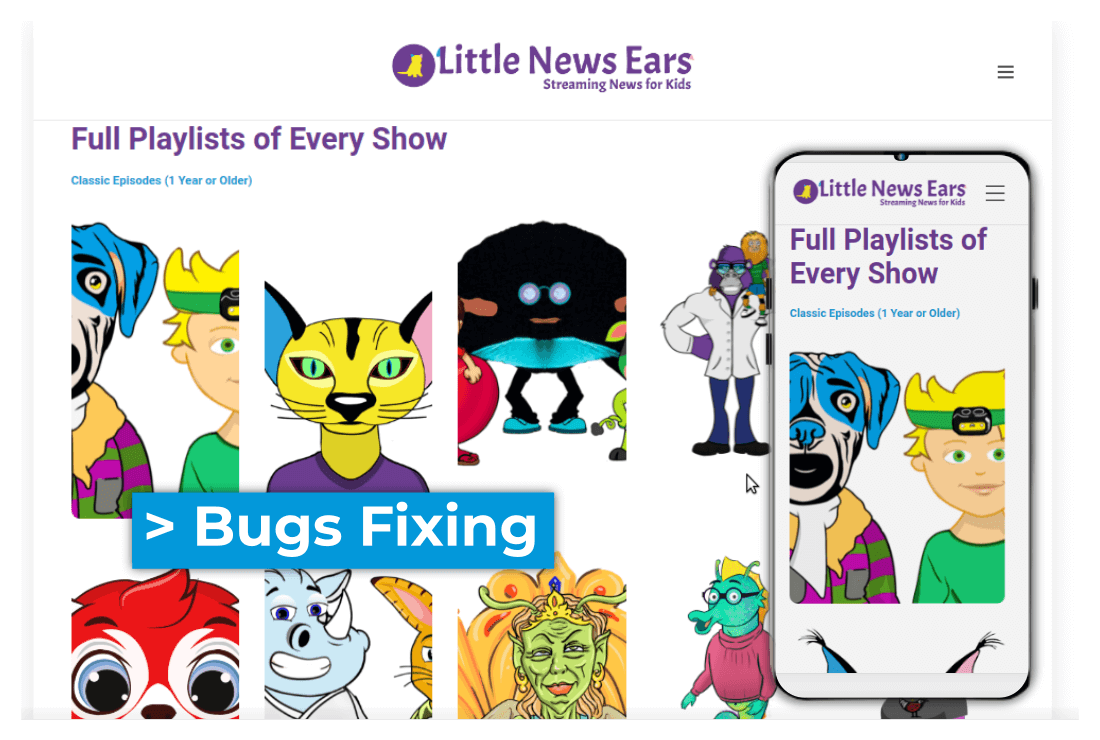 Little News Ears
Streaming News for Kids
Full Playlists of Every Show
Classic Episodes (1 Year or Older)
> Bugs Fixing
Little News Ears
Streaming News for Kids
Full Playlists of
Every Show
Classic Episodes (1 Year or Older)